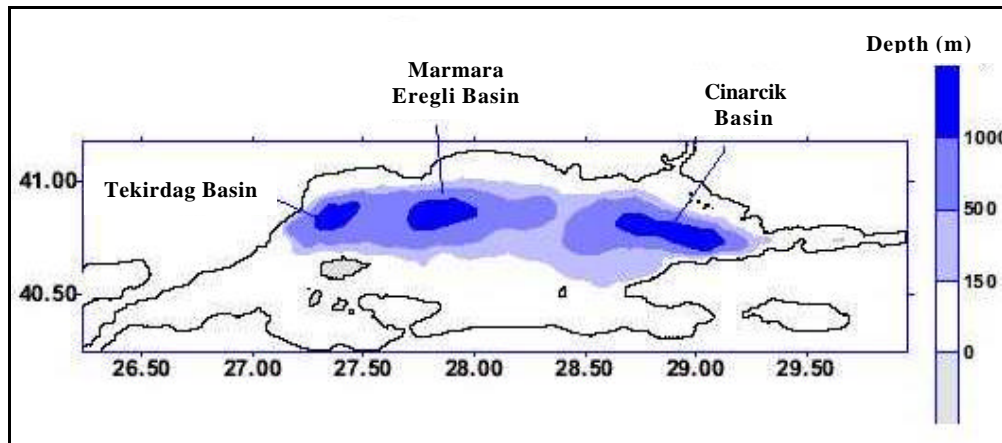 Depth (m)
Marmara
Eregli Basin
Cinarcik
Basin
Tekirdag Basin
41.00
40.50
26.50
27.00
27.50
28.00
28.50
29.00
29.50
1000
500
150
0